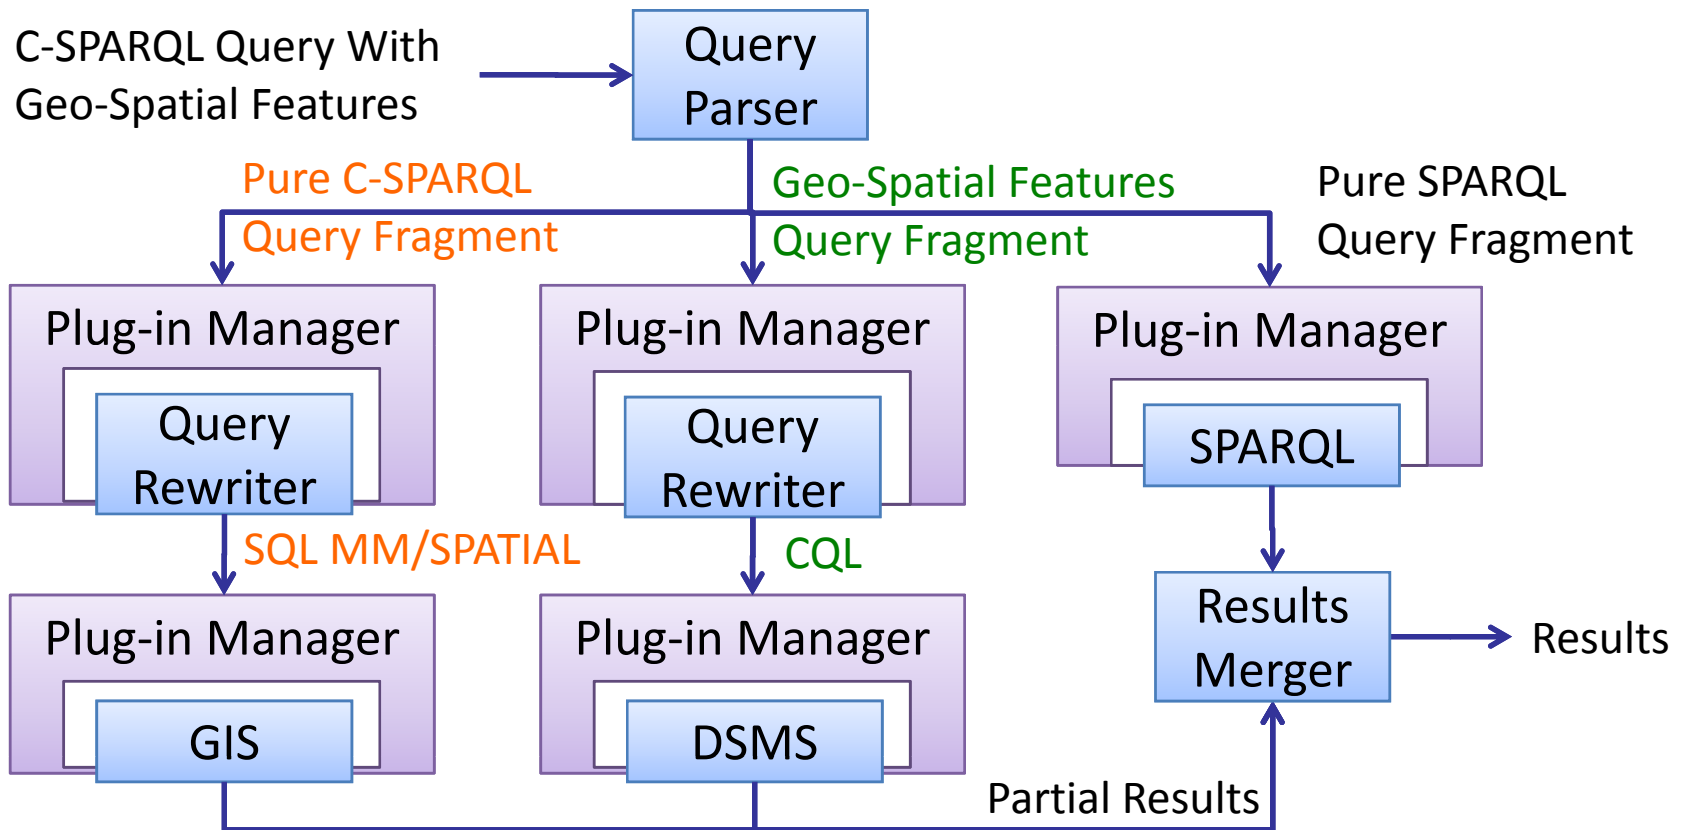 C-SPARQL Query With
Geo-Spatial Features
Query
Parser
Pure C-SPARQL
Query Fragment
Geo-Spatial Features
Query Fragment
Pure SPARQL
Query Fragment
Plug-in Manager
Query
Rewriter
Plug-in Manager
Query
Rewriter
Plug-in Manager
SPARQL
SQL MM/SPATIAL
CQL
Plug-in Manager
GIS
Plug-in Manager
DSMS
Results
Merger
Results
Partial Results